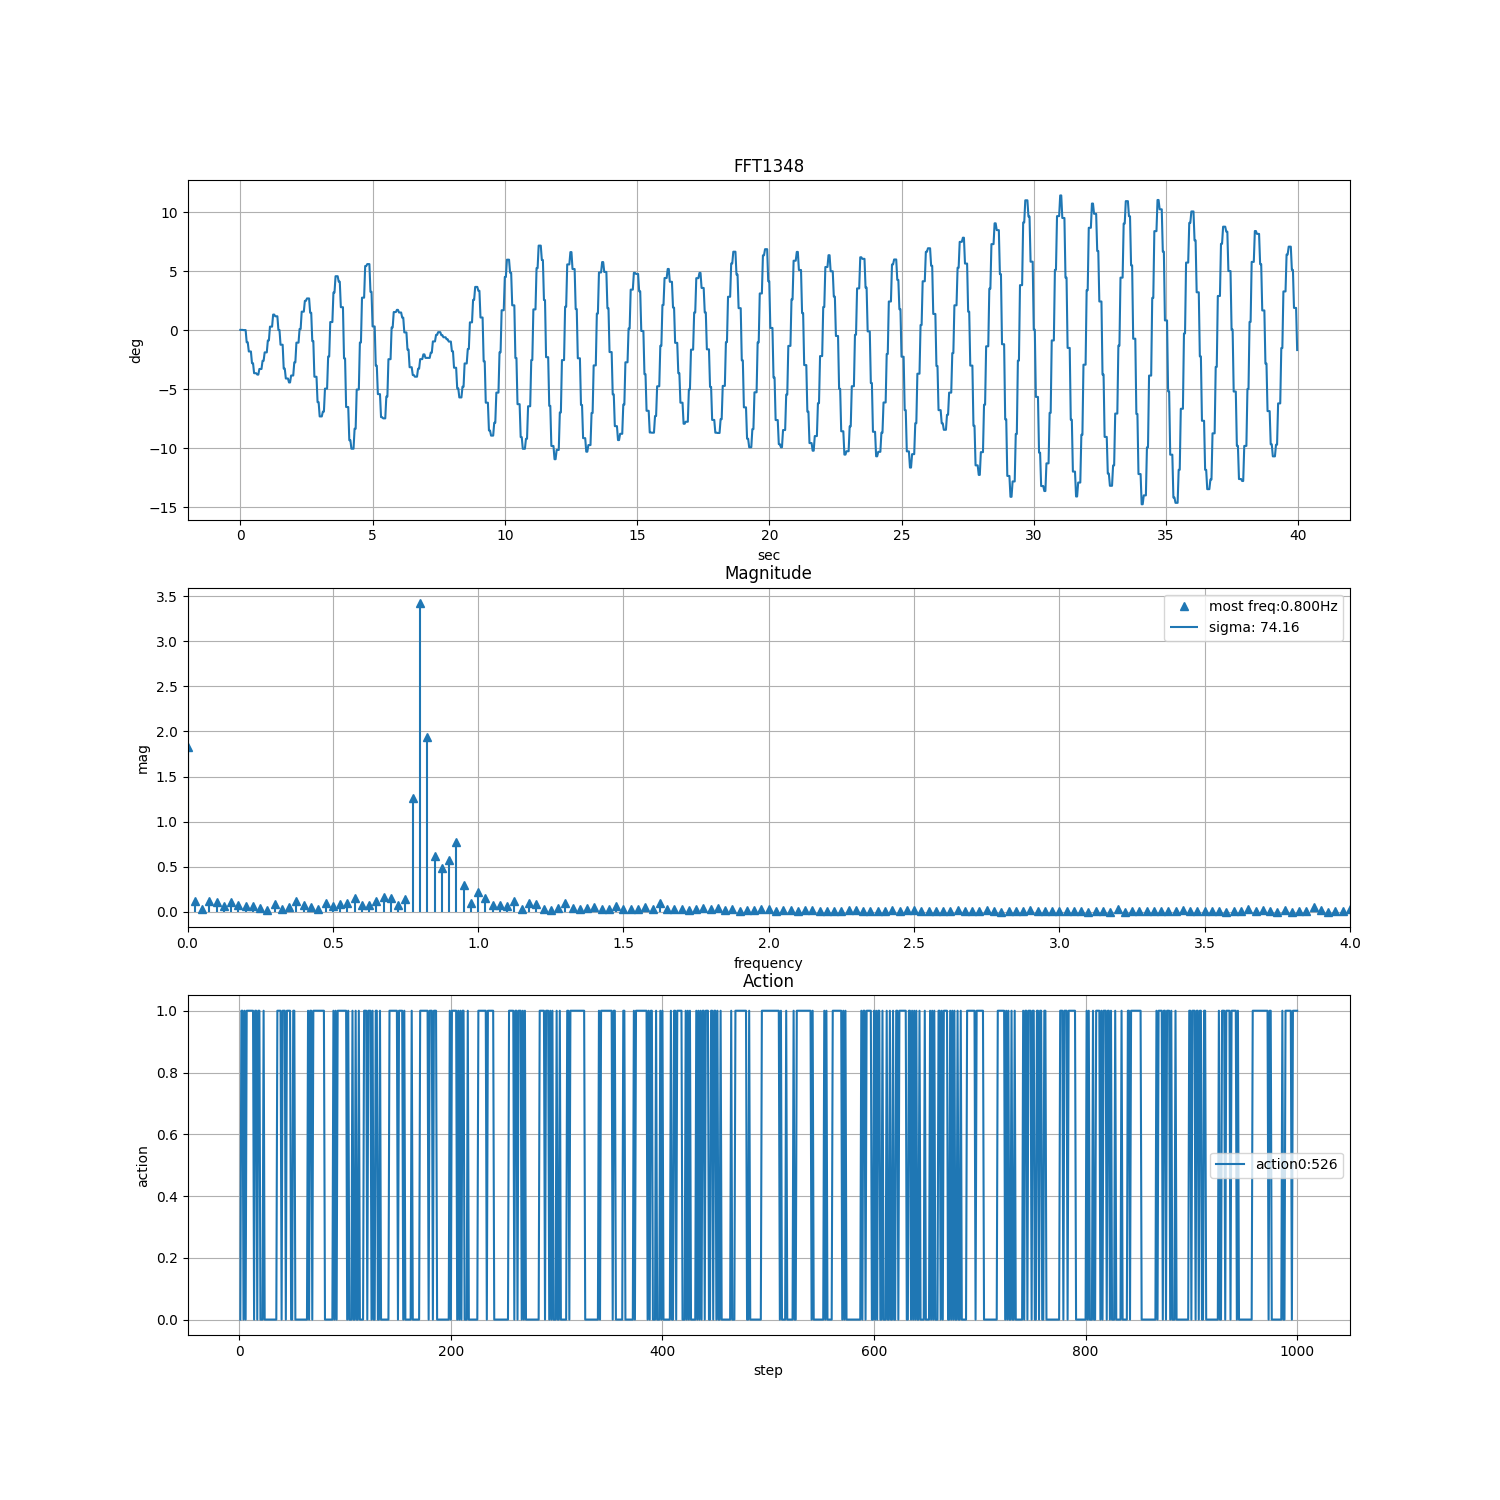 FFT1348
10
5
0
−5
−10
−15
deg
0 5 10 15 20 25 30 35 40
sec
Magnitude
most freq:0.800Hz
sigma: 74.16
3.5
3.0
2.5
2.0
1.5
1.0
0.5
0.0
mag
0.0 0.5 1.0 1.5 2.0 2.5 3.0 3.5 4.0
frequency
Action
1.0
0.8
0.6
0.4
0.2
0.0
action
action0:526
0 200 400 600 800 1000
step